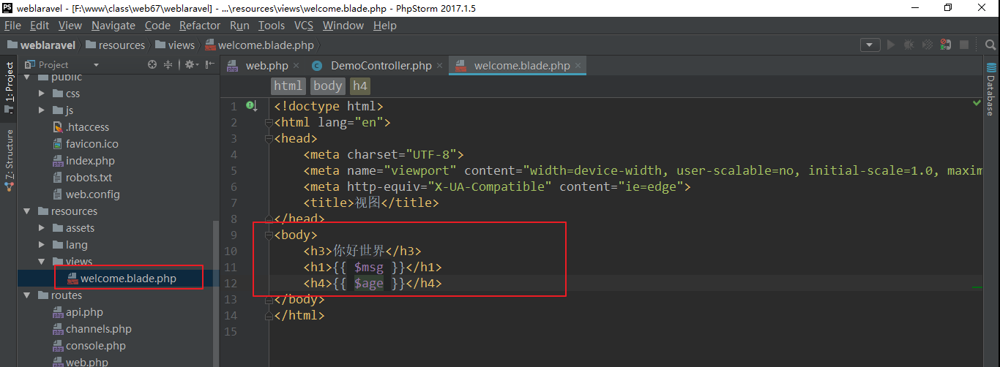 weblaravel - [F:\www\class\web67\weblaravel] - ...\resources\views\welcome.blade.php - PhpStorm 2017.1.5
File Edit View Navigate Code Refactor Run Tools VCS Window Help
weblaravel resources views welcome.blade.php
Project
web.php DemoController.php welcome.blade.php
1: Project
7: Structure
Database
public
css
js
.htaccess
favicon.ico
index.php
robots.txt
web.config
resources
assets
lang
views
welcome.blade.php
routes
api.php
channels.php
console.php
web.php
html body h4
1 <!doctype html>
2 <html lang="en">
3 <head>
4 <meta charset="UTF-8">
5 <meta name="viewport" content="width=device-width, user-scalable=no, initial-scale=1.0, maxim
6 <meta http-equiv="X-UA-Compatible" content="ie=edge">
7 <title>视图</title>
8 </head>
9 <body>
10 <h3>你好世界</h3>
11 <h1>{{ $msg }}</h1>
12 <h4>{{ $age }}</h4>
13 </body>
14 </html>
15